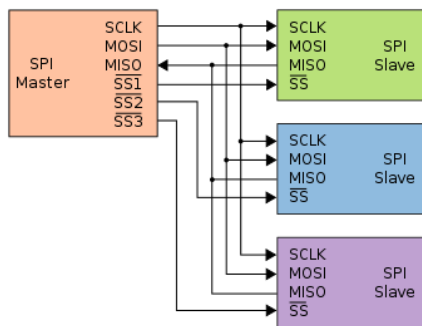 SCLK
MOSI
MISO
SS1
SS2
SS3
SPI
Master
SCLK
MOSI
MISO
SS
SPI
Slave
SCLK
MOSI
MISO
SS
SPI
Slave
SCLK
MOSI
MISO
SS
SPI
Slave